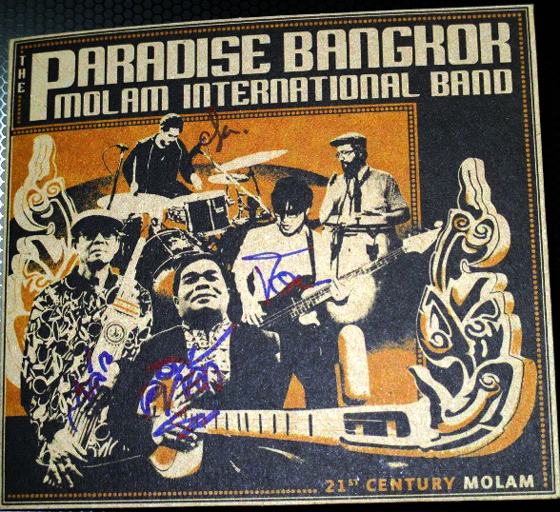 THE
PARADISE BANGKOK
MOLAM INTERNATIONAL BAND
21ST CENTURY MOLAM